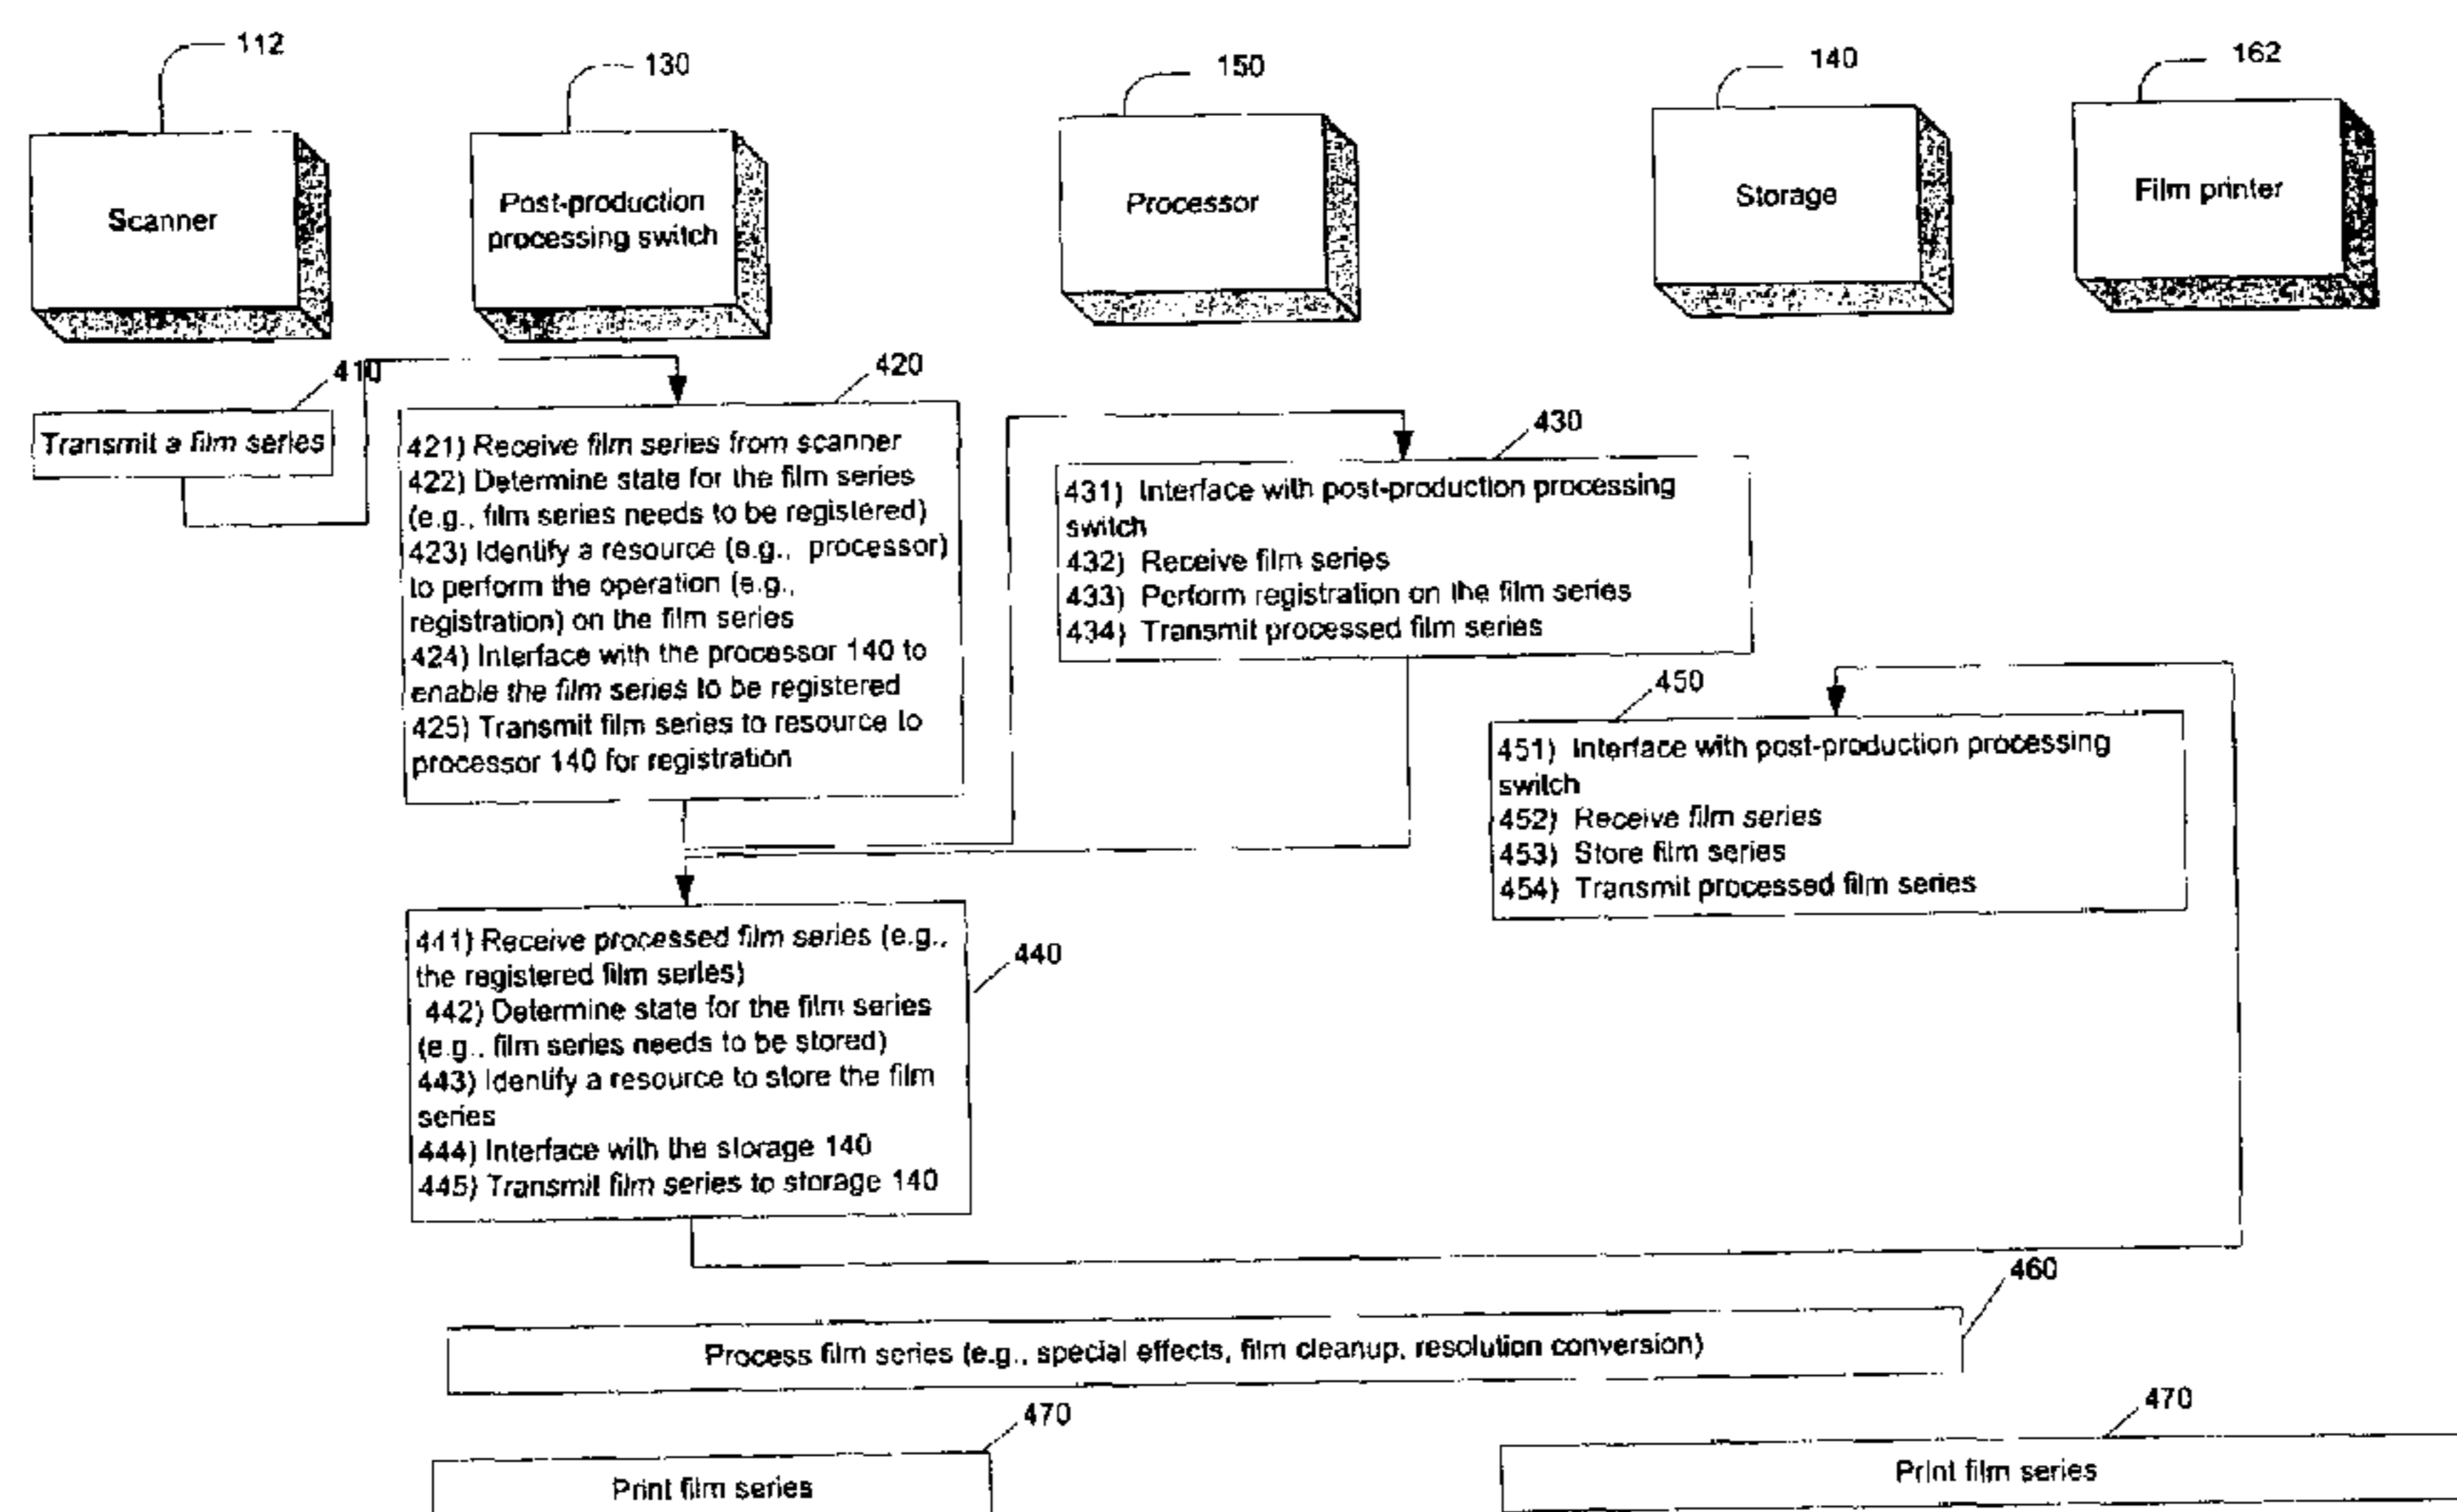 112
130
150
140
162
Scanner
Post-production
processing switch
Processor
Storage
Film printer
410
Transmit a film series
420
421) Receive film series from scanner
422) Determine state for the film series
(e.g., film series needs to be registered)
423) Identify a resource (e.g., processor)
to perform the operation (e.g.,
registration) on the film series
424) Interface with the processor 140 to
enable the film series to be registered
425) Transmit film series to resource to
processor 140 for registration
430
431) Interface with post-production processing
switch
432) Receive film series
433) Perform registration on the film series
434) Transmit processed film series
450
451) Interface with post-production processing
switch
452) Receive film series
453) Store film series
454) Transmit processed film series
440
441) Receive processed film series (e.g.,
the registered film series)
442) Determine state for the film series
(e.g., film series needs to be stored)
443) Identify a resource to store the film
series
444) Interface with the storage 140
445) Transmit film series to storage 140
460
Process film series (e.g., special effects, film cleanup, resolution conversion)
470
Print film series
470
Print film series